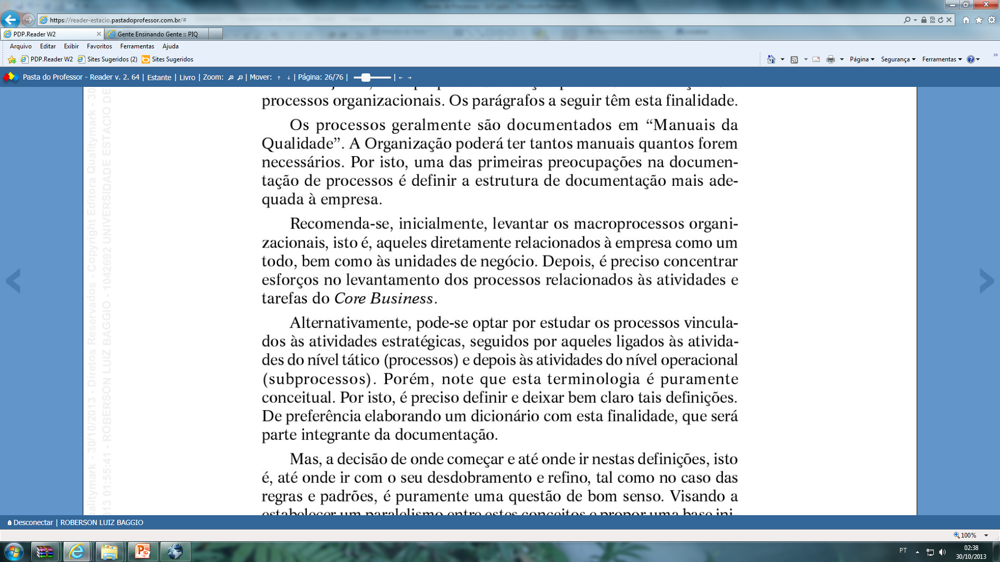 https://reader-estacio.pastadoprofessor.com.br/#
PDP.Reader W2
Gente Ensinando Gente :: PIQ
Arquivo Editar Exibir Favoritos Ferramentas Ajuda
PDP.Reader W2 Sites Sugeridos (2) Sites Sugeridos
Página Segurança Ferramentas
Pasta do Professor - Reader v. 2. 64 | Estante | Livro | Zoom: | Mover: ↑ ↓ | Página: 26/76 | | ← →
processos organizacionais. Os parágrafos a seguir têm esta finalidade.
Os processos geralmente são documentados em “Manuais da
Qualidade”. A Organização poderá ter tantos manuais quantos forem
necessários. Por isto, uma das primeiras preocupações na documen-
tação de processos é definir a estrutura de documentação mais ade-
quada à empresa.
Recomenda-se, inicialmente, levantar os macroprocessos organi-
zacionais, isto é, aqueles diretamente relacionados à empresa como um
todo, bem como às unidades de negócio. Depois, é preciso concentrar
esforços no levantamento dos processos relacionados às atividades e
tarefas do Core Business.
Alternativamente, pode-se optar por estudar os processos vincula-
dos às atividades estratégicas, seguidos por aqueles ligados às ativida-
des do nível tático (processos) e depois às atividades do nível operacional
(subprocessos). Porém, note que esta terminologia é puramente
conceitual. Por isto, é preciso definir e deixar bem claro tais definições.
De preferência elaborando um dicionário com esta finalidade, que será
parte integrante da documentação.
Mas, a decisão de onde começar e até onde ir nestas definições, isto
é, até onde ir com o seu desdobramento e refino, tal como no caso das
regras e padrões, é puramente uma questão de bom senso. Visando a
estabelecer um paralelismo entre estes conceitos e propor uma base ini-
alitymark - 30/10/2013 - Diretos Reservados - Copyright Editora Qualitymark - 30
013 01:55:41 - ROBERSON LUIZ BAGGIO - 1042692 UNIVERSIDADE ESTACIO DE
Desconectar | ROBERSON LUIZ BAGGIO
100%
PT
02:38
30/10/2013